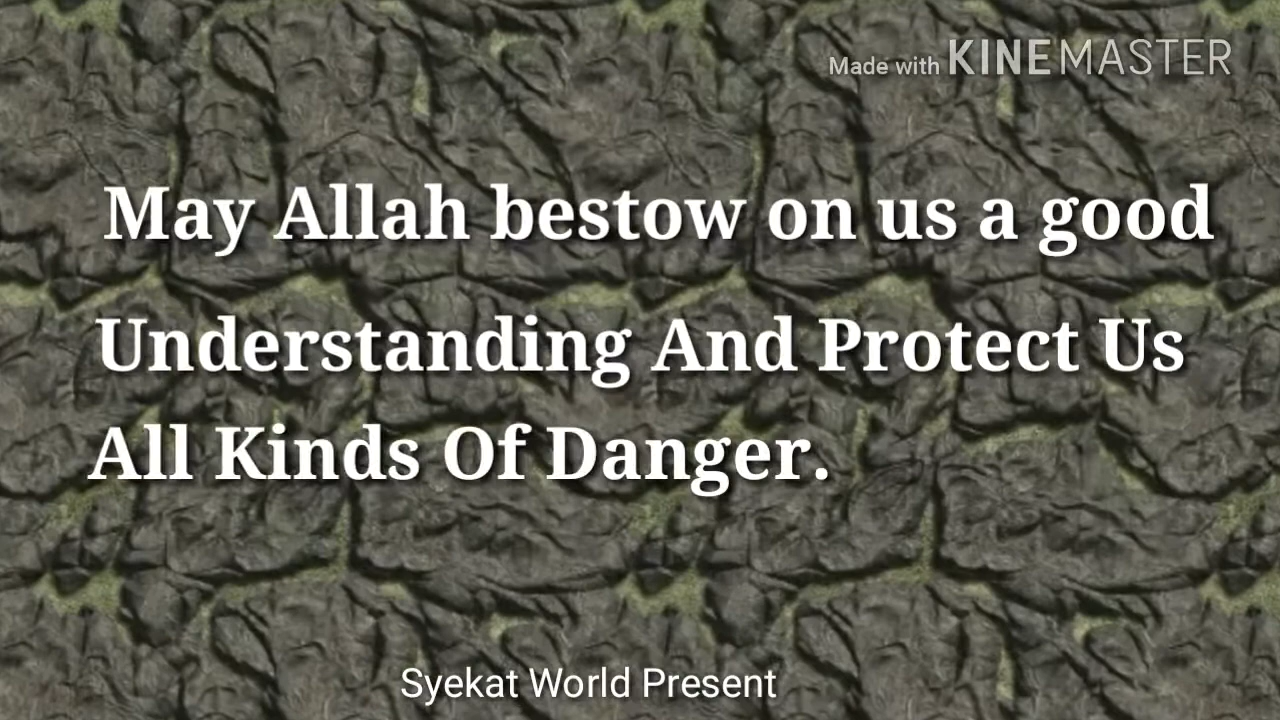 Made with KINEMASTER
May Allah bestow on us a good
Understanding And Protect Us
All Kinds Of Danger.
Syekat World Present